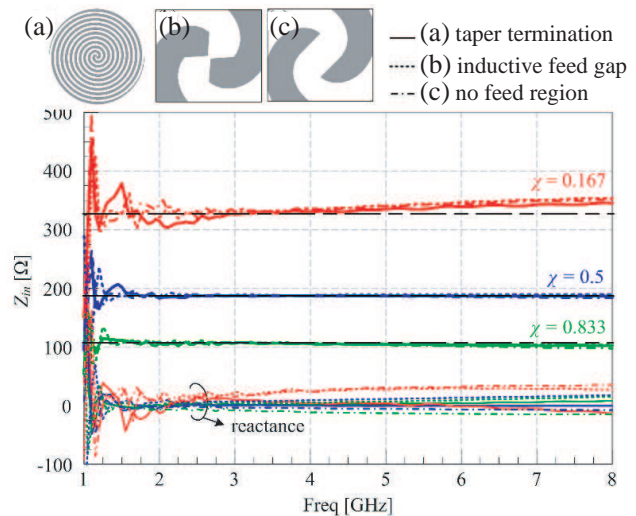 (a)
(b)
(c)
(a) taper termination
(b) inductive feed gap
(c) no feed region
500
400
300
200
100
0
-100
Z_in [Ω]
χ = 0.167
χ = 0.5
χ = 0.833
reactance
1 2 3 4 5 6 7 8
Freq [GHz]